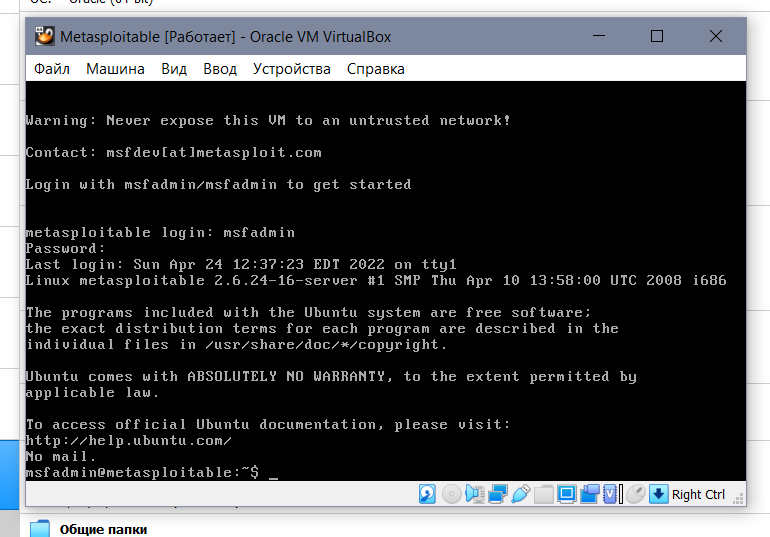 Oracle (64-bit)
Metasploitable [Работает] - Oracle VM VirtualBox
Файл Машина Вид Ввод Устройства Справка
Warning: Never expose this VM to an untrusted network!
Contact: msfdev[at]metasploit.com
Login with msfadmin/msfadmin to get started
metasploitable login: msfadmin
Password:
Last login: Sun Apr 24 12:37:23 EDT 2022 on tty1
Linux metasploitable 2.6.24-16-server #1 SMP Thu Apr 10 13:58:00 UTC 2008 i686
The programs included with the Ubuntu system are free software;
the exact distribution terms for each program are described in the
individual files in /usr/share/doc/*/copyright.
Ubuntu comes with ABSOLUTELY NO WARRANTY, to the extent permitted by
applicable law.
To access official Ubuntu documentation, please visit:
http://help.ubuntu.com/
No mail.
msfadmin@metasploitable:~$ _
Right Ctrl
Общие папки